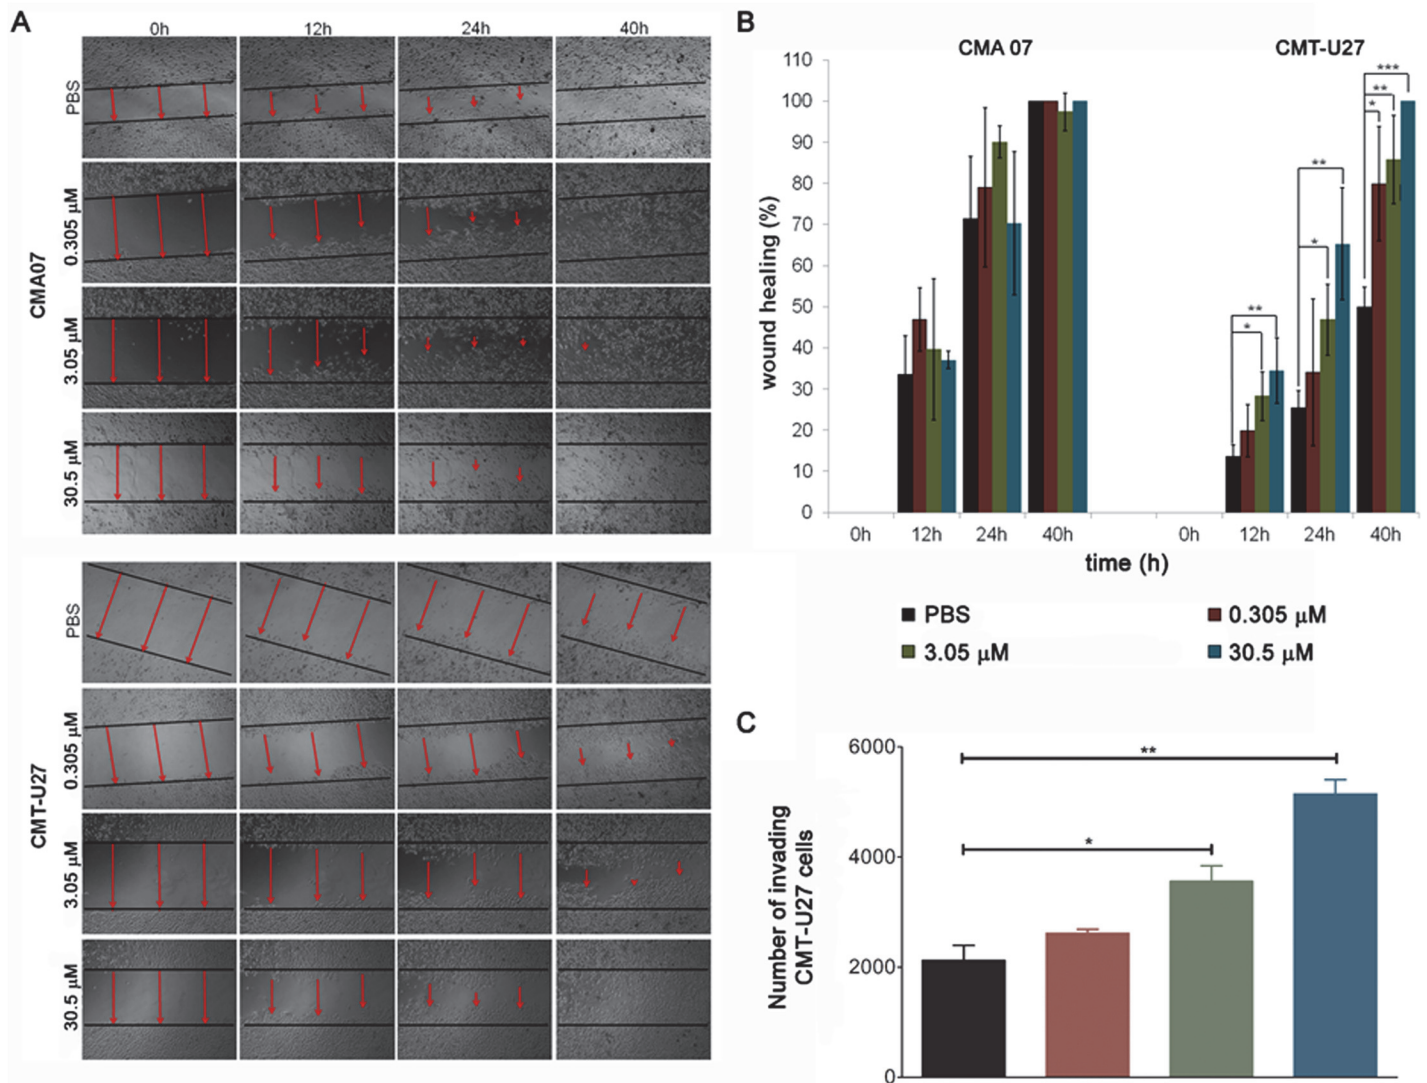 A
0h 12h 24h 40h
CMA07
PBS
0.305 μM
3.05 μM
30.5 μM
CMT-U27
PBS
0.305 μM
3.05 μM
30.5 μM
B
CMA 07 CMT-U27
wound healing (%)
110
100
90
80
70
60
50
40
30
20
10
0
** * ** * *** ** *
0h 12h 24h 40h 0h 12h 24h 40h
time (h)
PBS 0.305 μM
3.05 μM 30.5 μM
C
Number of invading
CMT-U27 cells
6000
4000
2000
0
**
*